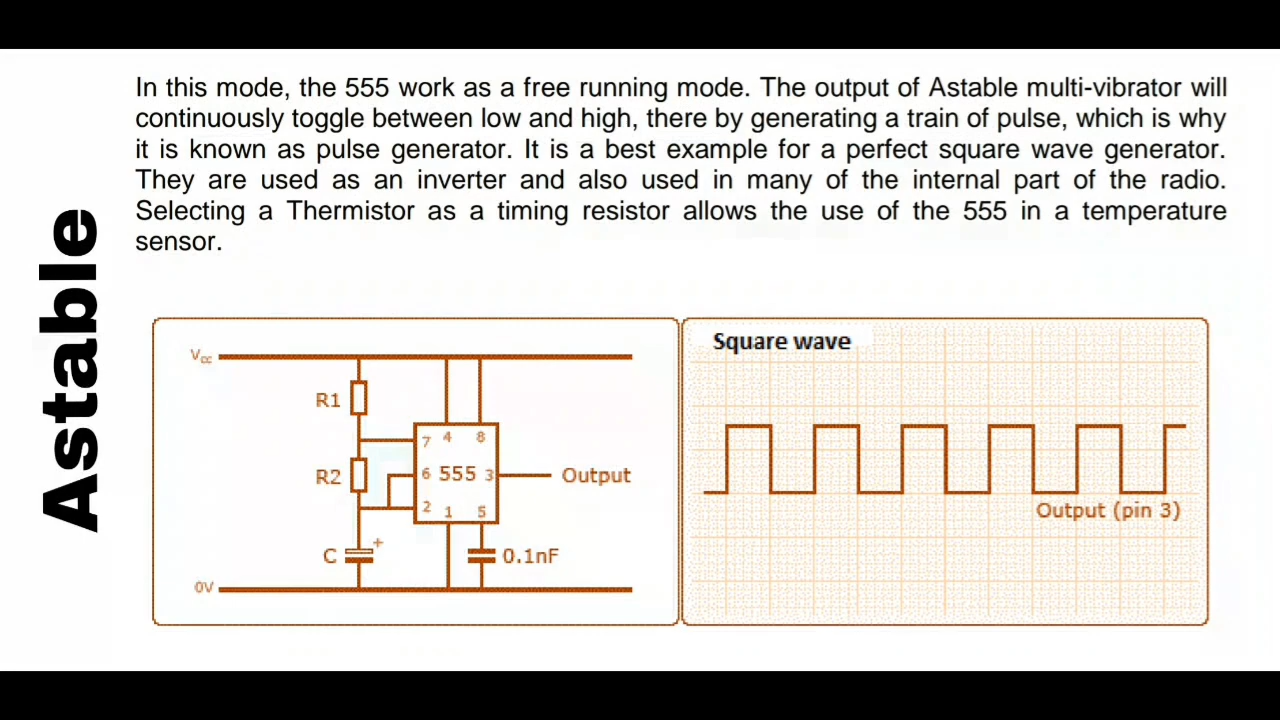 Astable
In this mode, the 555 work as a free running mode. The output of Astable multi-vibrator will
continuously toggle between low and high, there by generating a train of pulse, which is why
it is known as pulse generator. It is a best example for a perfect square wave generator.
They are used as an inverter and also used in many of the internal part of the radio.
Selecting a Thermistor as a timing resistor allows the use of the 555 in a temperature
sensor.
Vcc
R1
7 4 8
R2
6 555 3
Output
2 1 5
C
+
0.1nF
0V
Square wave
Output (pin 3)